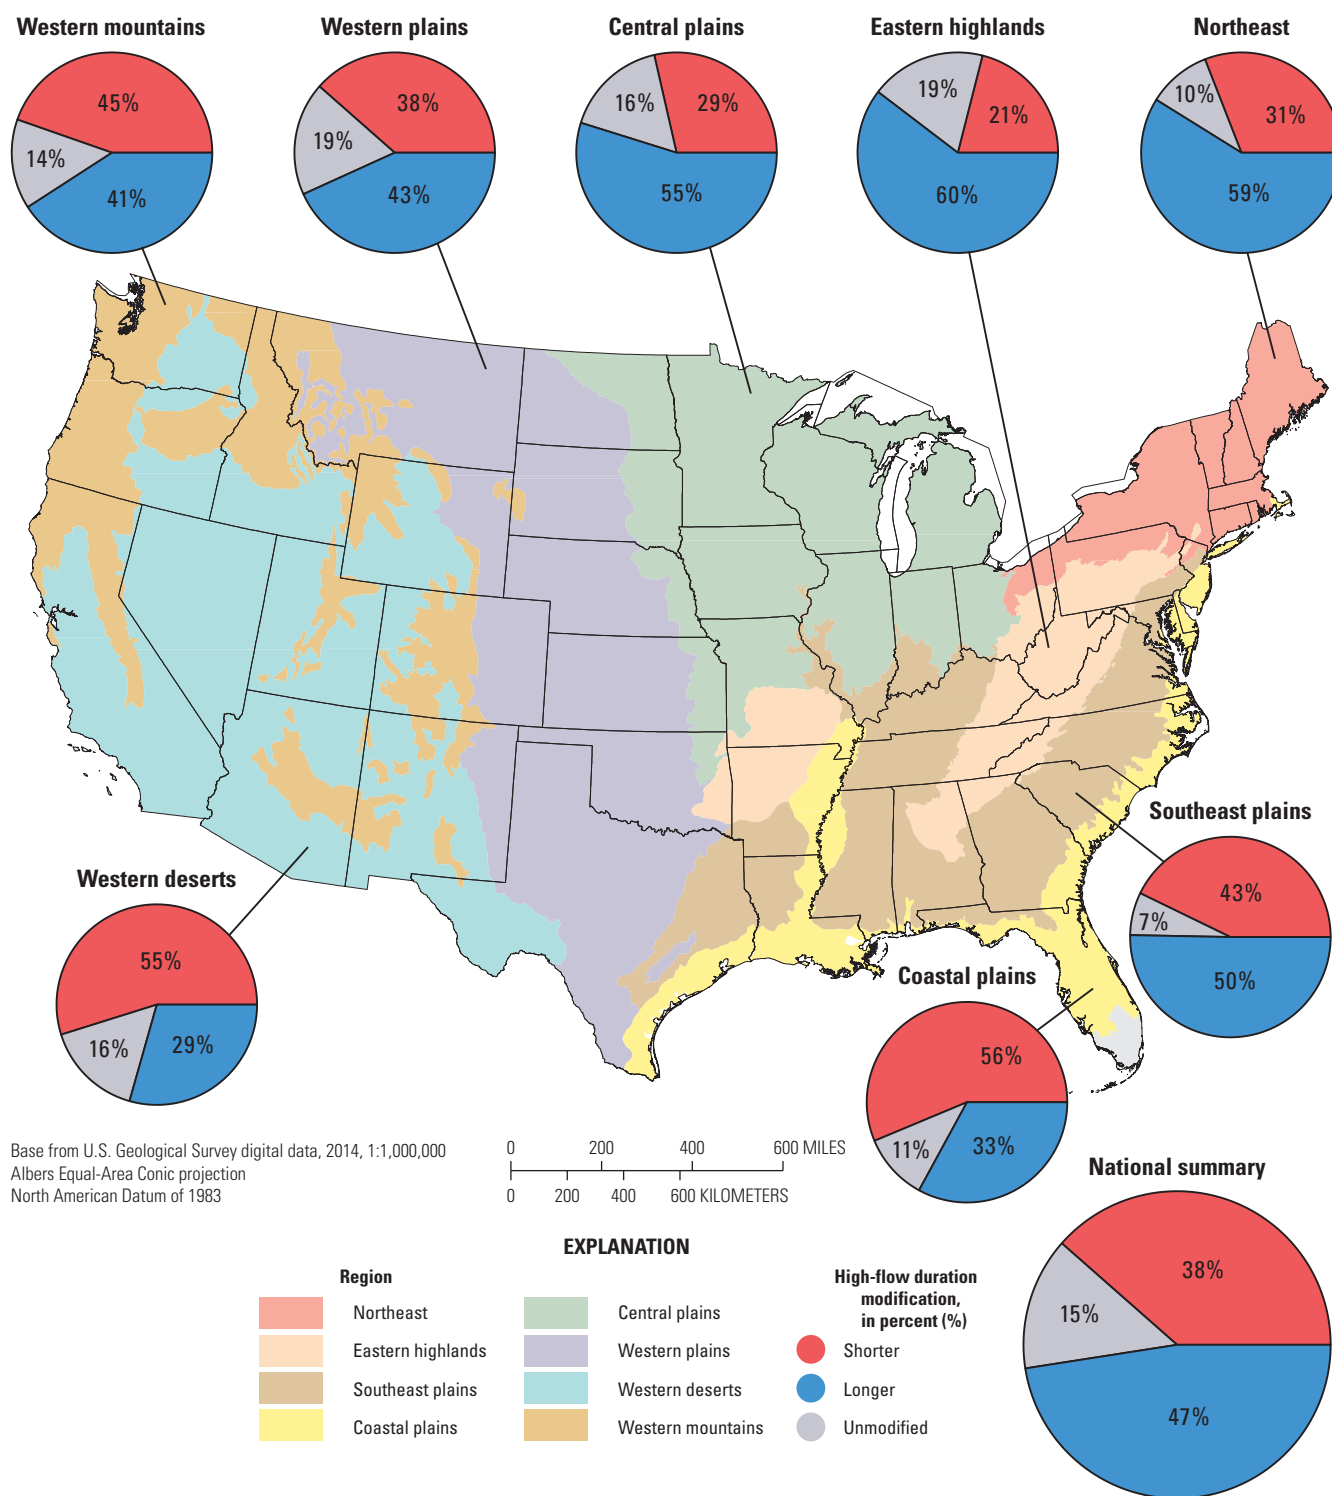 Western mountains
Western plains
Central plains
Eastern highlands
Northeast
45%
14%
41%
38%
19%
43%
29%
16%
55%
19%
21%
60%
10%
31%
59%
Southeast plains
43%
7%
50%
Western deserts
55%
16%
29%
Coastal plains
56%
11%
33%
Base from U.S. Geological Survey digital data, 2014, 1:1,000,000
Albers Equal-Area Conic projection
North American Datum of 1983
0 200 400 600 MILES
0 200 400 600 KILOMETERS
National summary
38%
15%
47%
EXPLANATION
Region
Northeast
Eastern highlands
Southeast plains
Coastal plains
Central plains
Western plains
Western deserts
Western mountains
High-flow duration
modification,
in percent (%)
Shorter
Longer
Unmodified